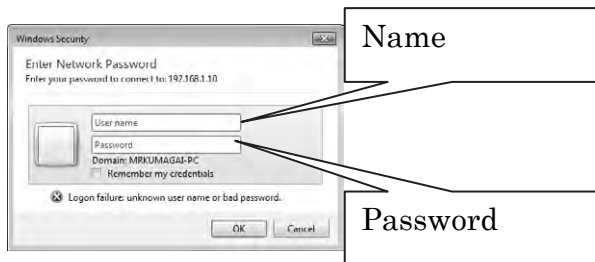 Windows Security
Name
Enter Network Password
Enter your password to connect to: 192.168.1.10
User name
Password
Domain: MRKUMAGAI-PC
Remember my credentials
Logon failure: unknown user name or bad password.
Password
OK Cancel